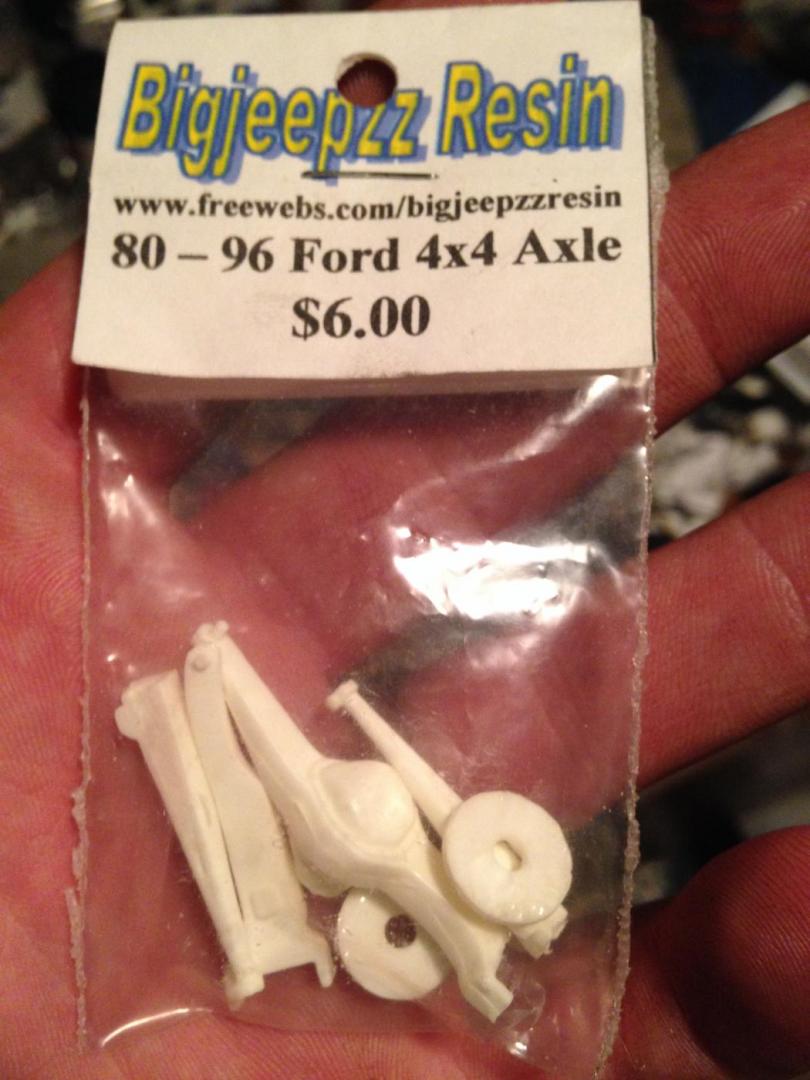 Bigjeepzz Resin
www.freewebs.com/bigjeepzzresin
80 – 96 Ford 4x4 Axle
$6.00